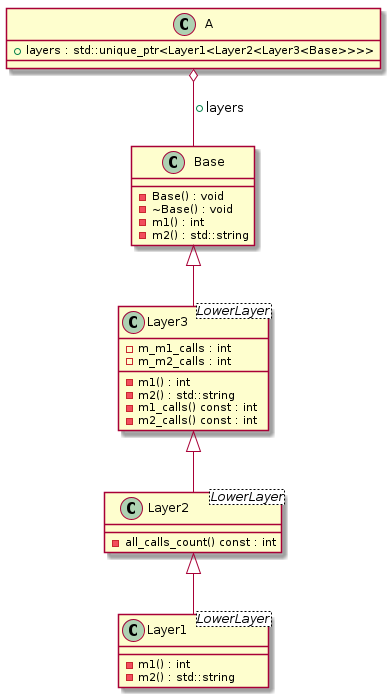 C A
layers : std::unique_ptr<Layer1<Layer2<Layer3<Base>>>>
layers
C Base
Base() : void
~Base() : void
m1() : int
m2() : std::string
LowerLayer
C Layer3
m_m1_calls : int
m_m2_calls : int
m1() : int
m2() : std::string
m1_calls() const : int
m2_calls() const : int
LowerLayer
C Layer2
all_calls_count() const : int
LowerLayer
C Layer1
m1() : int
m2() : std::string